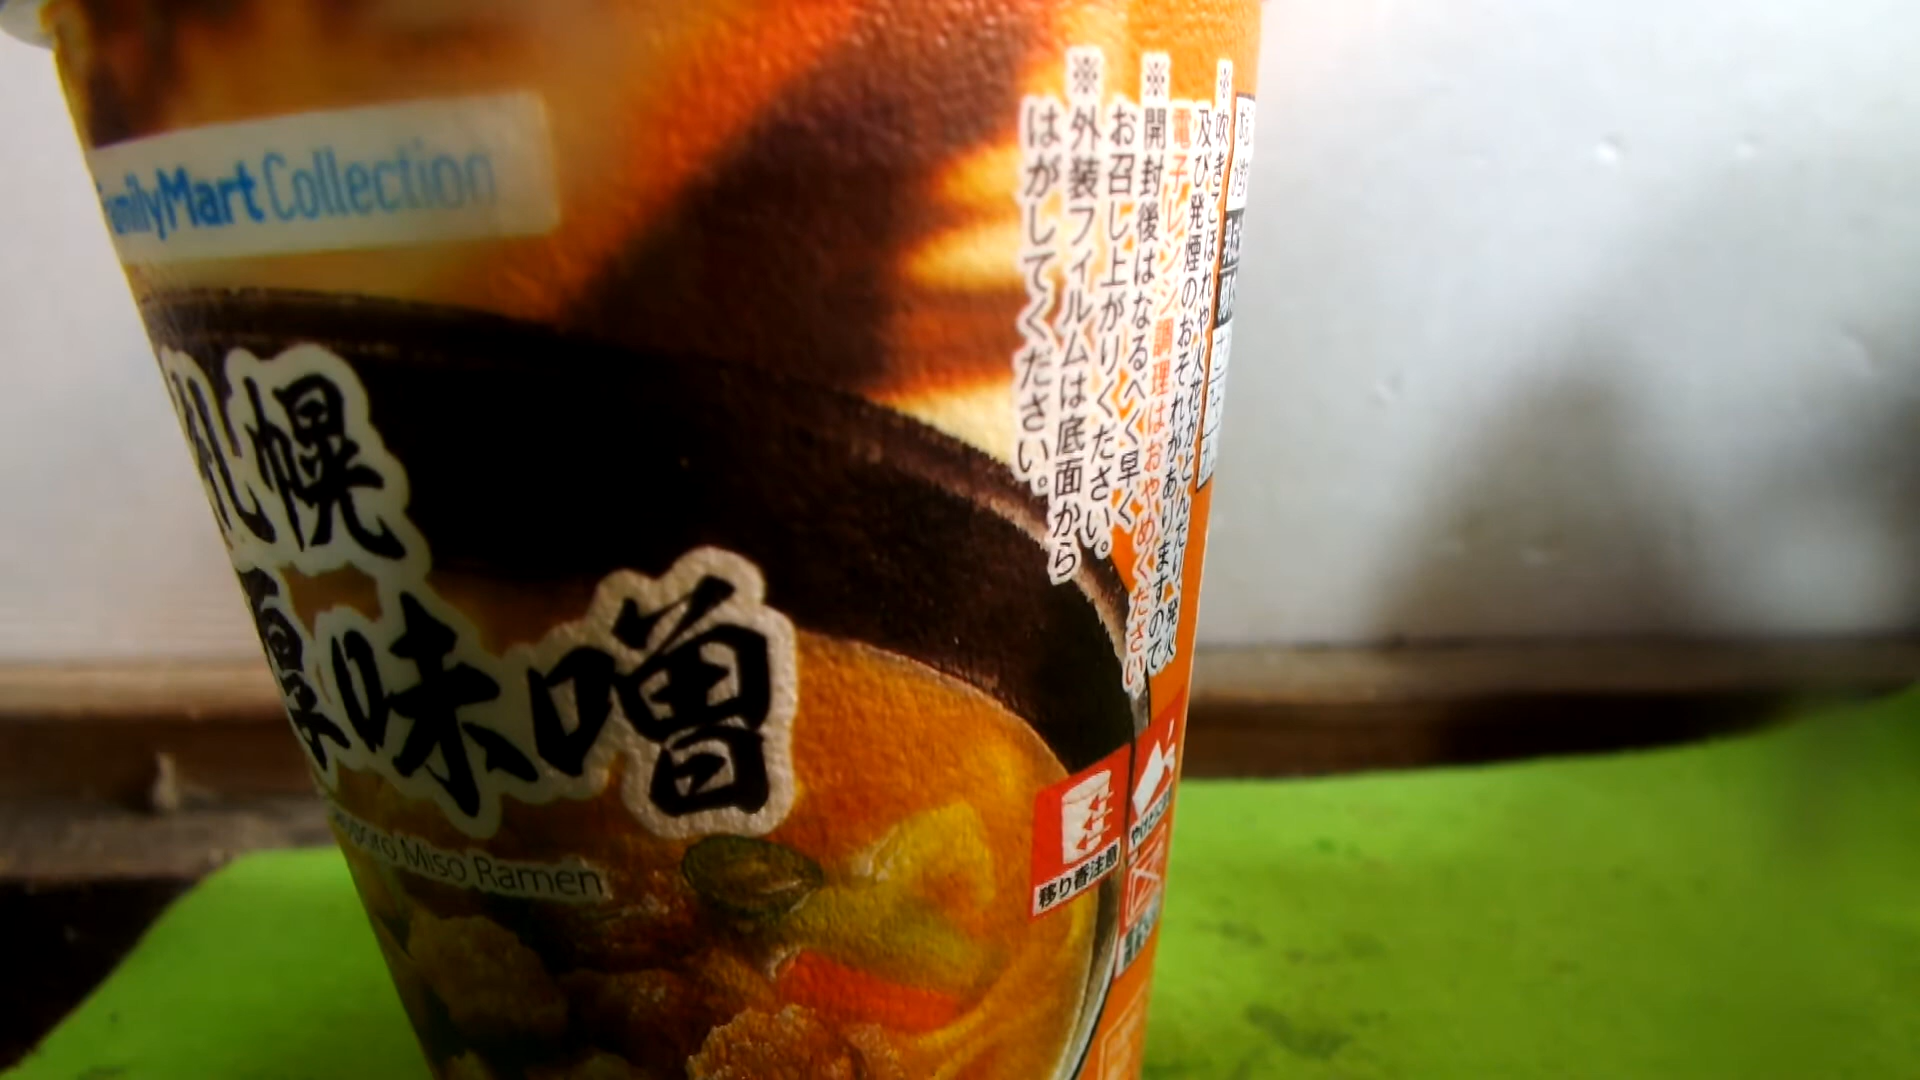 FamilyMart Collection
札幌
厚味噌
Sapporo Miso Ramen
※吹きこぼれや火花がとんだり、発火
及び発煙のおそれがありますので
電子レンジ調理はおやめください
※開封後はなるべく早く
お召し上がりください。
※外装フィルムは底面から
はがしてください。
移り香注意